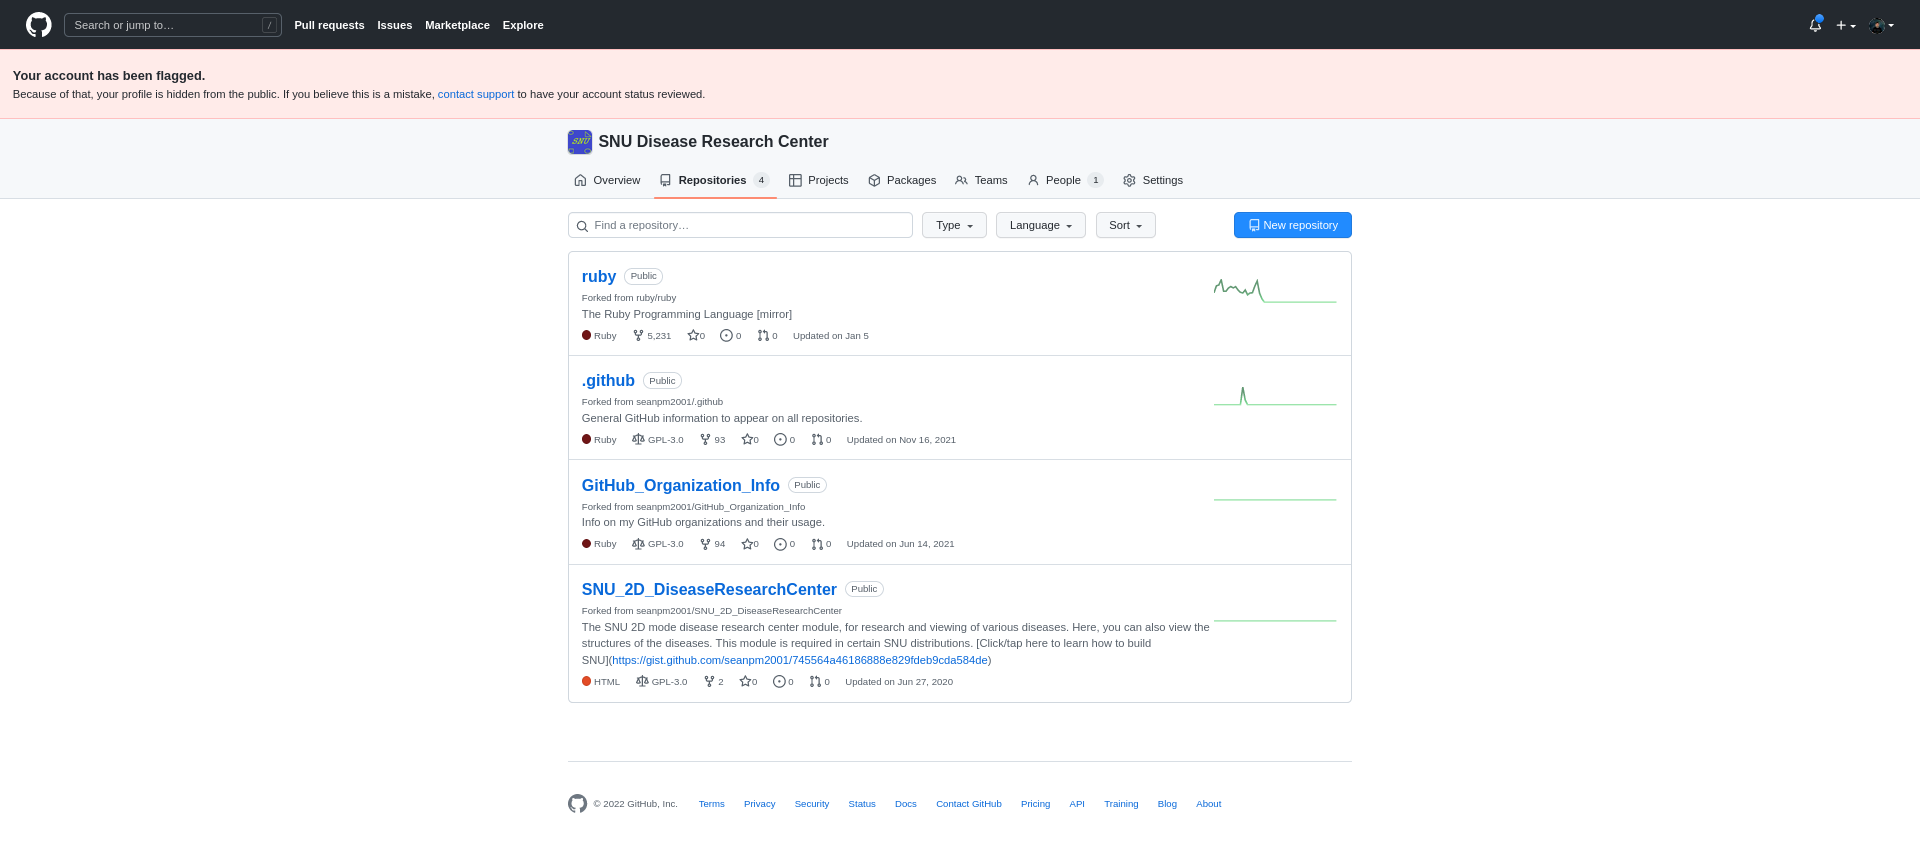 Search or jump to… /
Pull requests Issues Marketplace Explore
Your account has been flagged.
Because of that, your profile is hidden from the public. If you believe this is a mistake, contact support to have your account status reviewed.
SNU SNU Disease Research Center
Overview Repositories 4 Projects Packages Teams People 1 Settings
Find a repository… Type Language Sort New repository
ruby Public
Forked from ruby/ruby
The Ruby Programming Language [mirror]
Ruby 5,231 0 0 0 Updated on Jan 5
.github Public
Forked from seanpm2001/.github
General GitHub information to appear on all repositories.
Ruby GPL-3.0 93 0 0 0 Updated on Nov 16, 2021
GitHub_Organization_Info Public
Forked from seanpm2001/GitHub_Organization_Info
Info on my GitHub organizations and their usage.
Ruby GPL-3.0 94 0 0 0 Updated on Jun 14, 2021
SNU_2D_DiseaseResearchCenter Public
Forked from seanpm2001/SNU_2D_DiseaseResearchCenter
The SNU 2D mode disease research center module, for research and viewing of various diseases. Here, you can also view the
structures of the diseases. This module is required in certain SNU distributions. [Click/tap here to learn how to build
SNU](https://gist.github.com/seanpm2001/745564a46186888e829fdeb9cda584de)
HTML GPL-3.0 2 0 0 0 Updated on Jun 27, 2020
© 2022 GitHub, Inc. Terms Privacy Security Status Docs Contact GitHub Pricing API Training Blog About